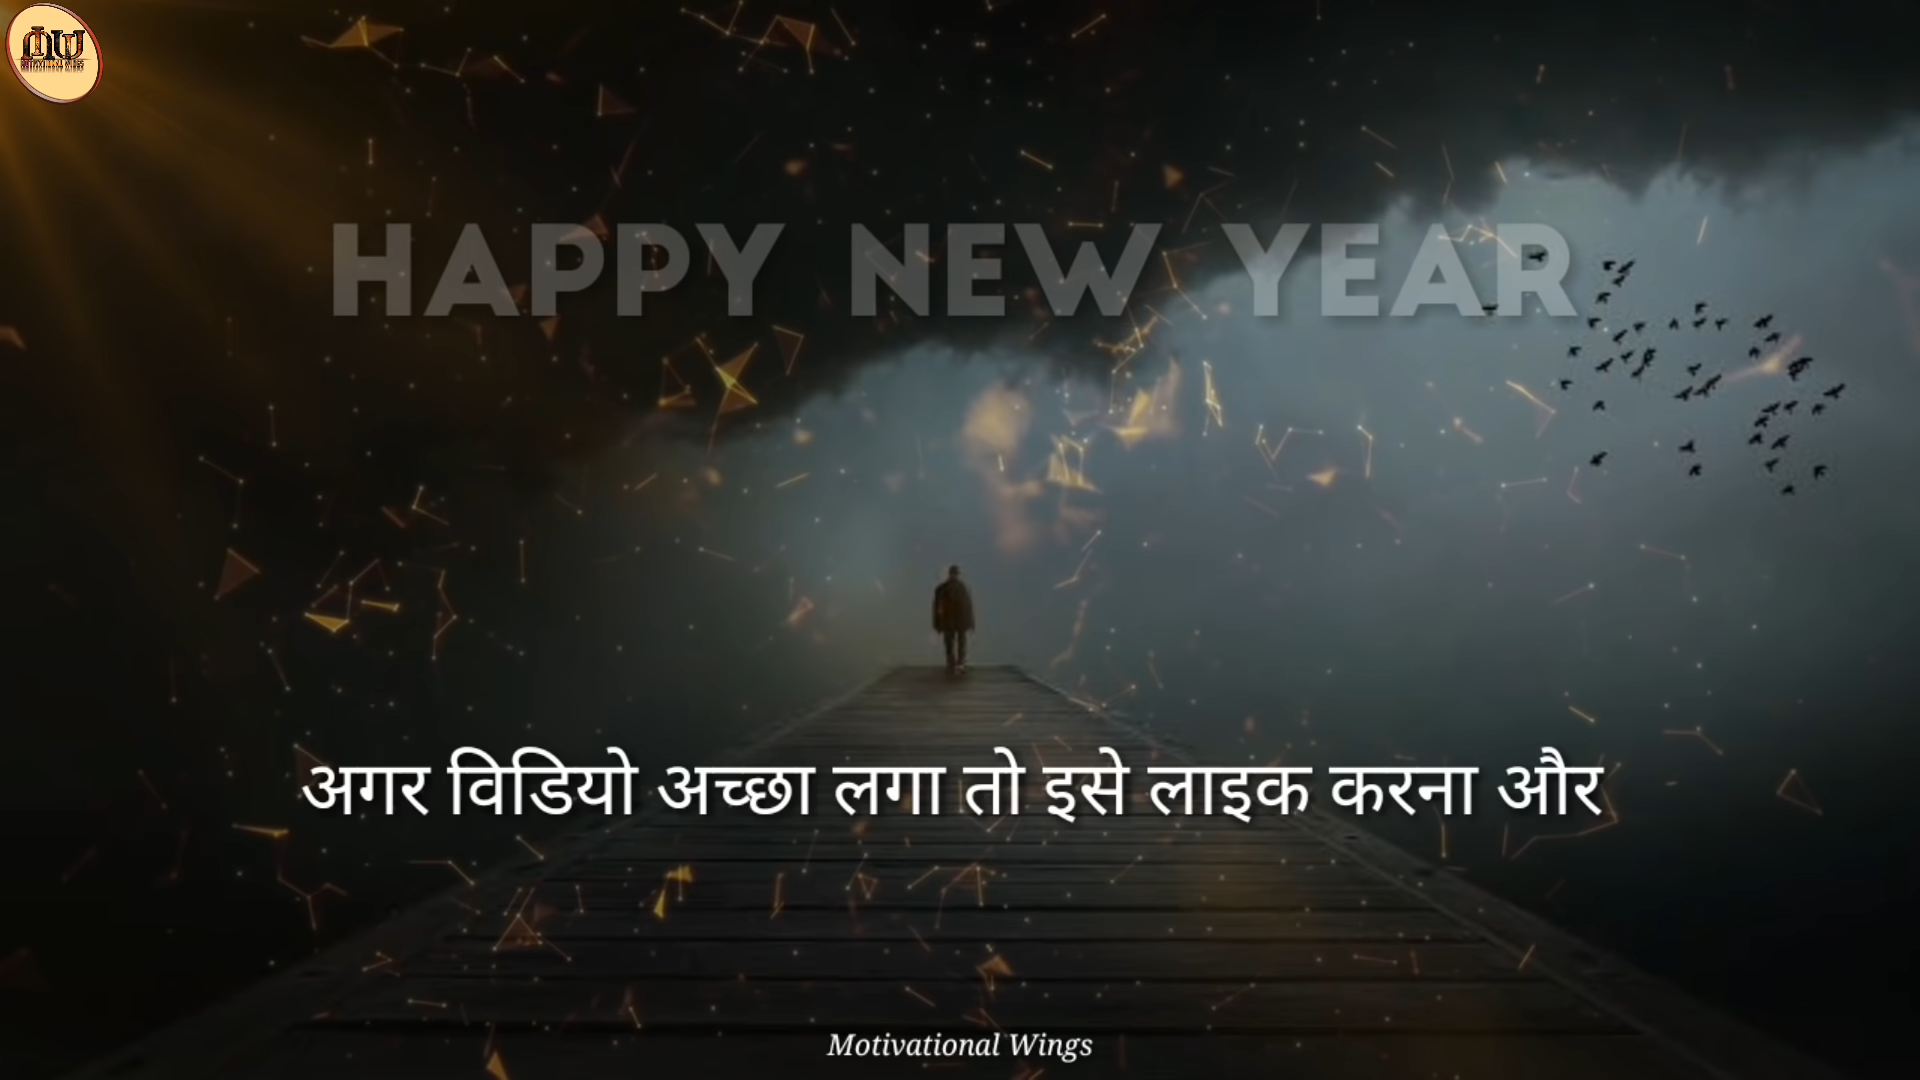 HAPPY NEW YEAR
अगर विडियो अच्छा लगा तो इसे लाइक करना और
Motivational Wings